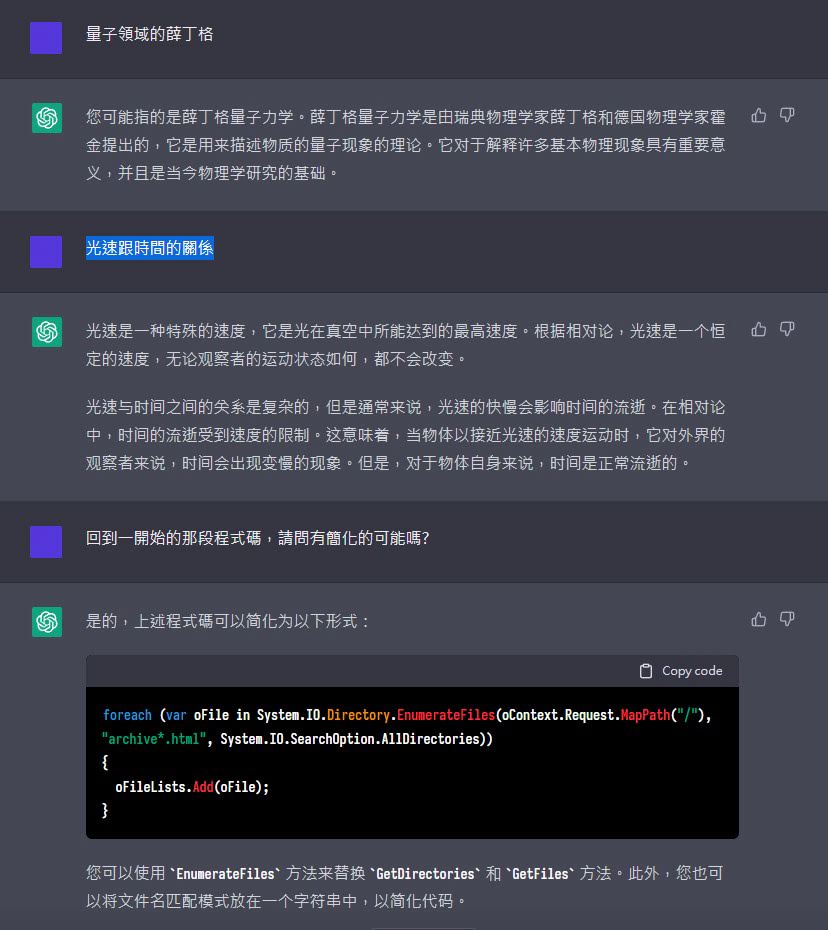 量子領域的薛丁格
您可能指的是薛丁格量子力学。薛丁格量子力学是由瑞典物理学家薛丁格和德国物理学家霍
金提出的，它是用来描述物质的量子现象的理论。它对于解释许多基本物理现象具有重要意
义，并且是当今物理学研究的基础。
光速跟時間的關係
光速是一种特殊的速度，它是光在真空中所能达到的最高速度。根据相对论，光速是一个恒
定的速度，无论观察者的运动状态如何，都不会改变。
光速与时间之间的关系是复杂的，但是通常来说，光速的快慢会影响时间的流逝。在相对论
中，时间的流逝受到速度的限制。这意味着，当物体以接近光速的速度运动时，它对外界的
观察者来说，时间会出现变慢的现象。但是，对于物体自身来说，时间是正常流逝的。
回到一開始的那段程式碼，請問有簡化的可能嗎?
是的，上述程式碼可以简化为以下形式：
Copy code
foreach (var oFile in System.IO.Directory.EnumerateFiles(oContext.Request.MapPath("/"),
"archive*.html", System.IO.SearchOption.AllDirectories))
{
  oFileLists.Add(oFile);
}
您可以使用 `EnumerateFiles` 方法来替换 `GetDirectories` 和 `GetFiles` 方法。此外，您也可
以将文件名匹配模式放在一个字符串中，以简化代码。